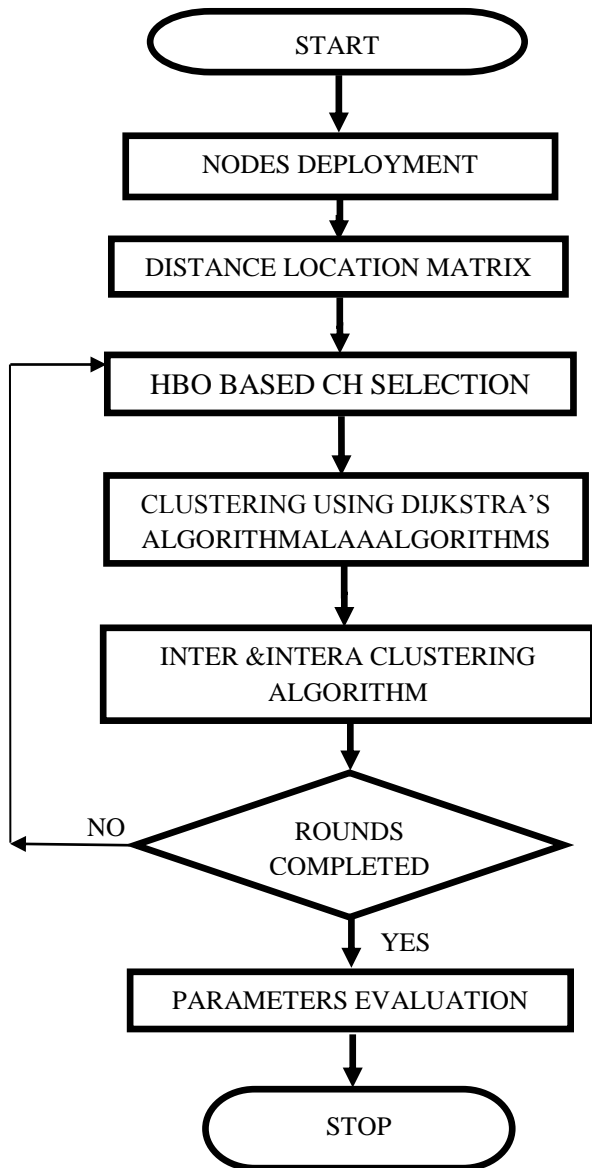 START
NODES DEPLOYMENT
DISTANCE LOCATION MATRIX
HBO BASED CH SELECTION
CLUSTERING USING DIJKSTRA’S
ALGORITHMALAAALGORITHMS
INTER &INTERA CLUSTERING
ALGORITHM
NO
ROUNDS
COMPLETED
YES
PARAMETERS EVALUATION
STOP